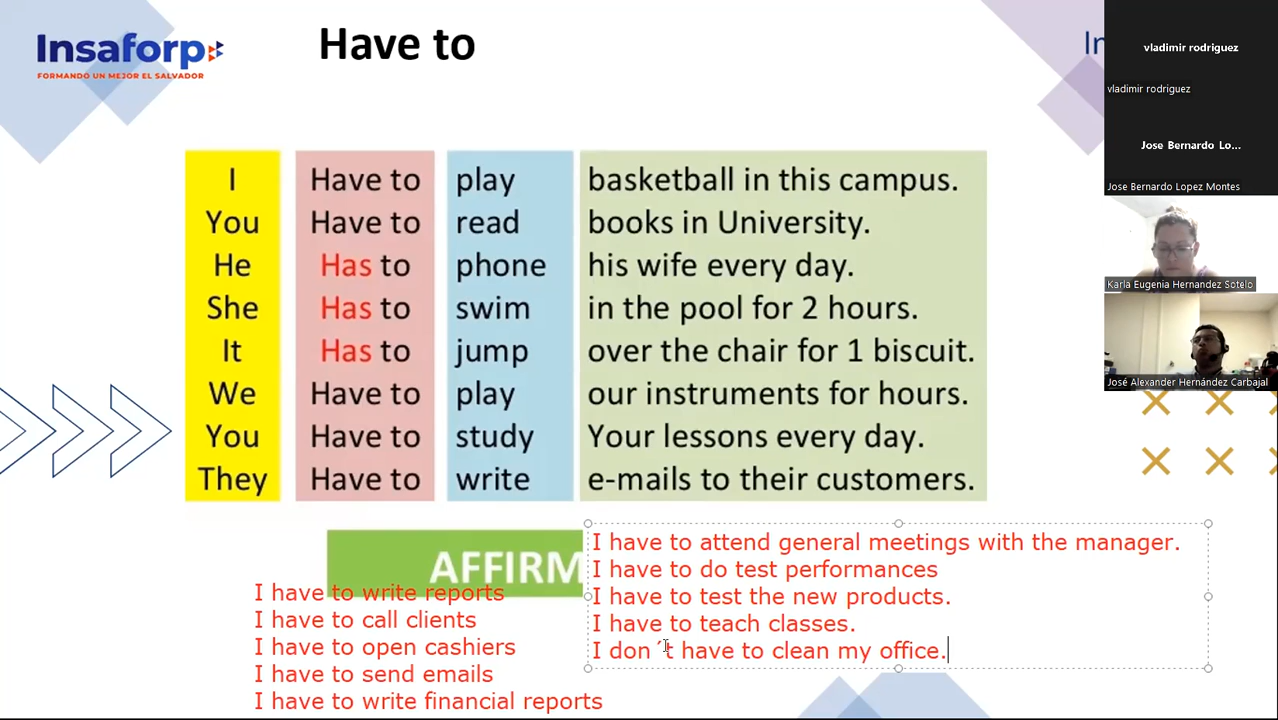 Insaforp
FORMANDO UN MEJOR EL SALVADOR
Have to
In
vladimir rodriguez
vladimir rodriguez
Jose Bernardo Lo...
Jose Bernardo Lopez Montes
Karla Eugenia Hernandez Sotelo
José Alexander Hernández Carbajal
I Have to play basketball in this campus.
You Have to read books in University.
He Has to phone his wife every day.
She Has to swim in the pool for 2 hours.
It Has to jump over the chair for 1 biscuit.
We Have to play our instruments for hours.
You Have to study Your lessons every day.
They Have to write e-mails to their customers.
AFFIRM
I have to write reports
I have to call clients
I have to open cashiers
I have to send emails
I have to write financial reports
I have to attend general meetings with the manager.
I have to do test performances
I have to test the new products.
I have to teach classes.
I don´t have to clean my office.